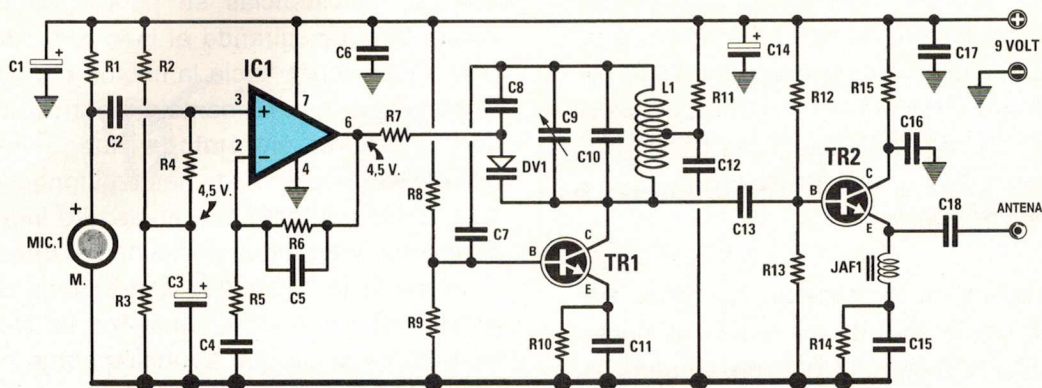 C1
+
R1
R2
IC1
C2
R4
4,5 V.
+
MIC.1
M.
R3
C3
+
3
+
2
−
7
4
6
R7
4,5 V.
R6
C5
R5
C4
C6
R8
R9
C7
C8
DV1
C9
C10
L1
B
C
E
TR1
R10
C11
R11
C12
C13
C14
+
R12
R13
TR2
B
C
E
R15
C16
C17
+
9 VOLT
−
C18
ANTENA
JAF1
R14
C15